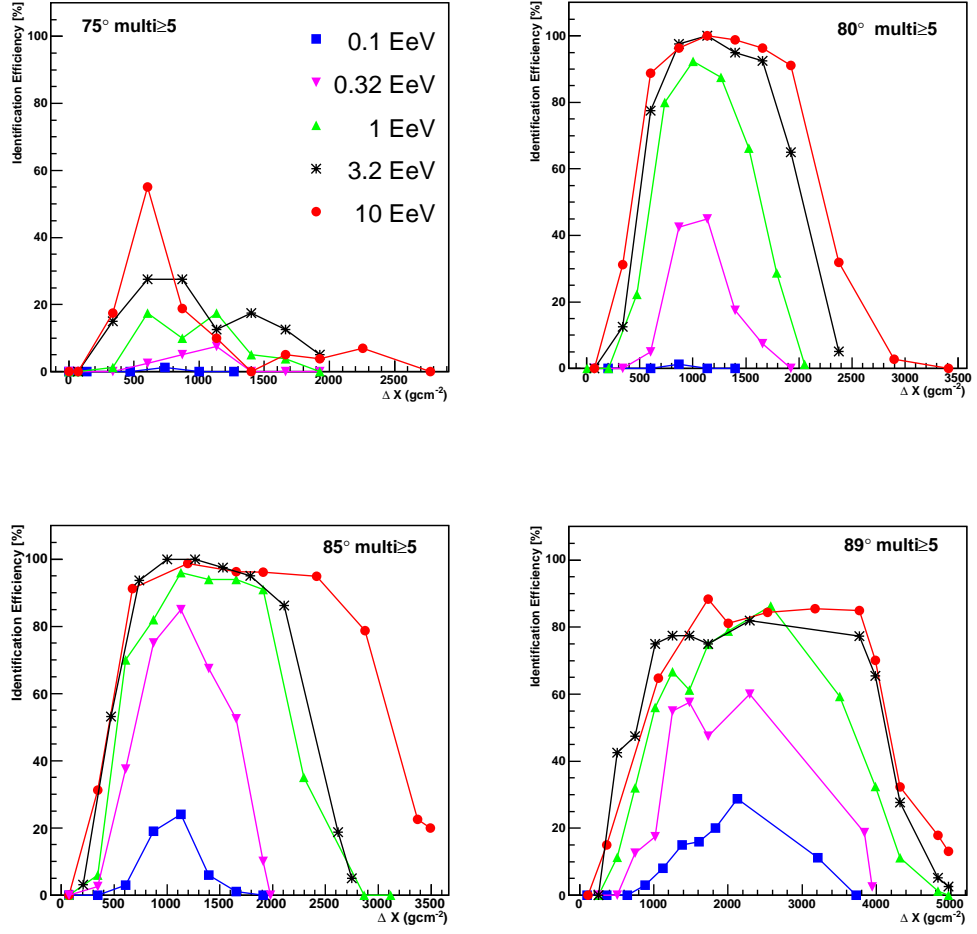 75° multi≥5
0.1 EeV
0.32 EeV
1 EeV
3.2 EeV
10 EeV
Identification Efficiency [%]
0 20 40 60 80 100
0 500 1000 1500 2000 2500
Δ X (gcm-2)
80° multi≥5
Identification Efficiency [%]
0 20 40 60 80 100
0 500 1000 1500 2000 2500 3000 3500
Δ X (gcm-2)
85° multi≥5
Identification Efficiency [%]
0 20 40 60 80 100
0 500 1000 1500 2000 2500 3000 3500
Δ X (gcm-2)
89° multi≥5
Identification Efficiency [%]
0 20 40 60 80 100
0 1000 2000 3000 4000 5000
Δ X (gcm-2)